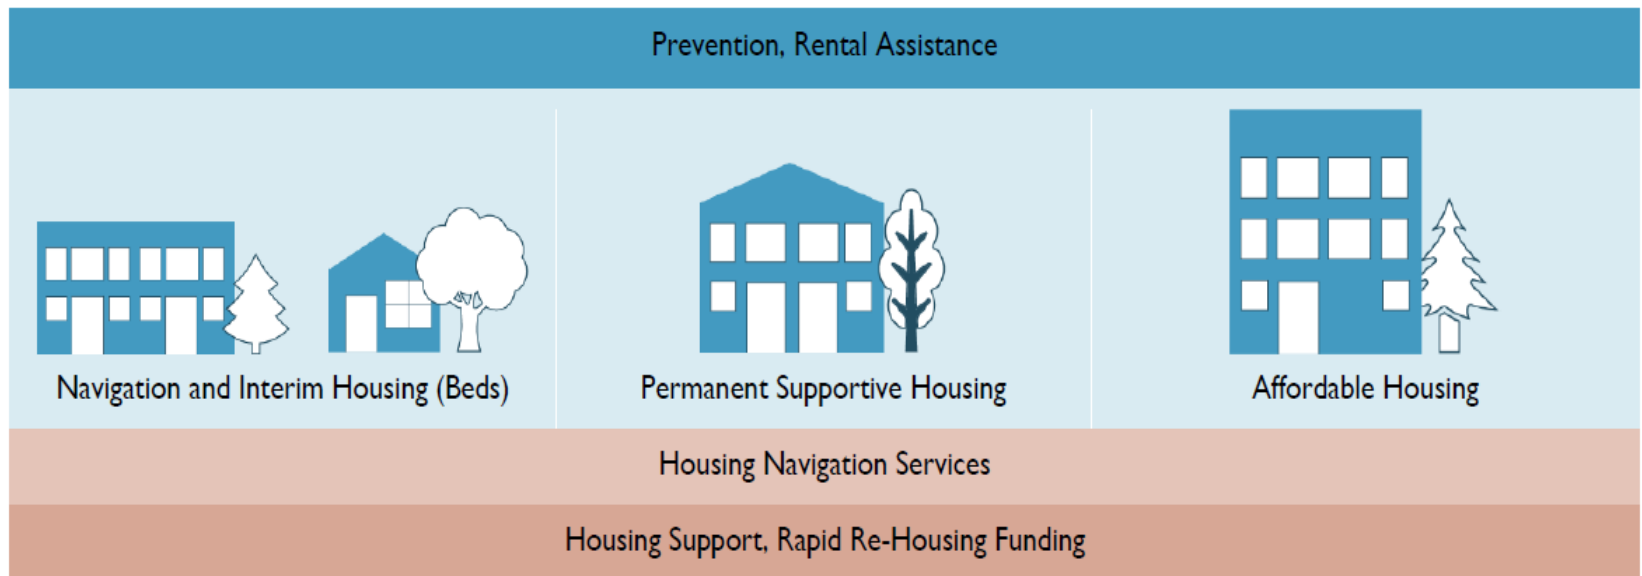 Prevention, Rental Assistance
Navigation and Interim Housing (Beds)
Permanent Supportive Housing
Affordable Housing
Housing Navigation Services
Housing Support, Rapid Re-Housing Funding